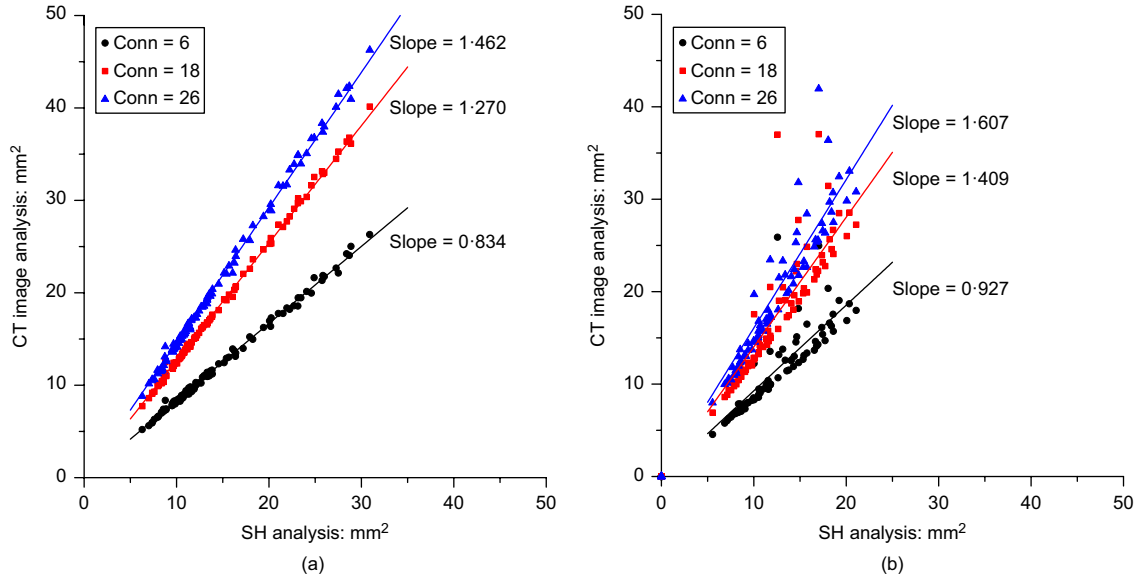 50
40
30
20
10
0
CT image analysis: mm²
Conn = 6
Conn = 18
Conn = 26
Slope = 1·462
Slope = 1·270
Slope = 0·834
0 10 20 30 40 50
SH analysis: mm²
(a)
50
40
30
20
10
0
CT image analysis: mm²
Conn = 6
Conn = 18
Conn = 26
Slope = 1·607
Slope = 1·409
Slope = 0·927
0 10 20 30 40 50
SH analysis: mm²
(b)